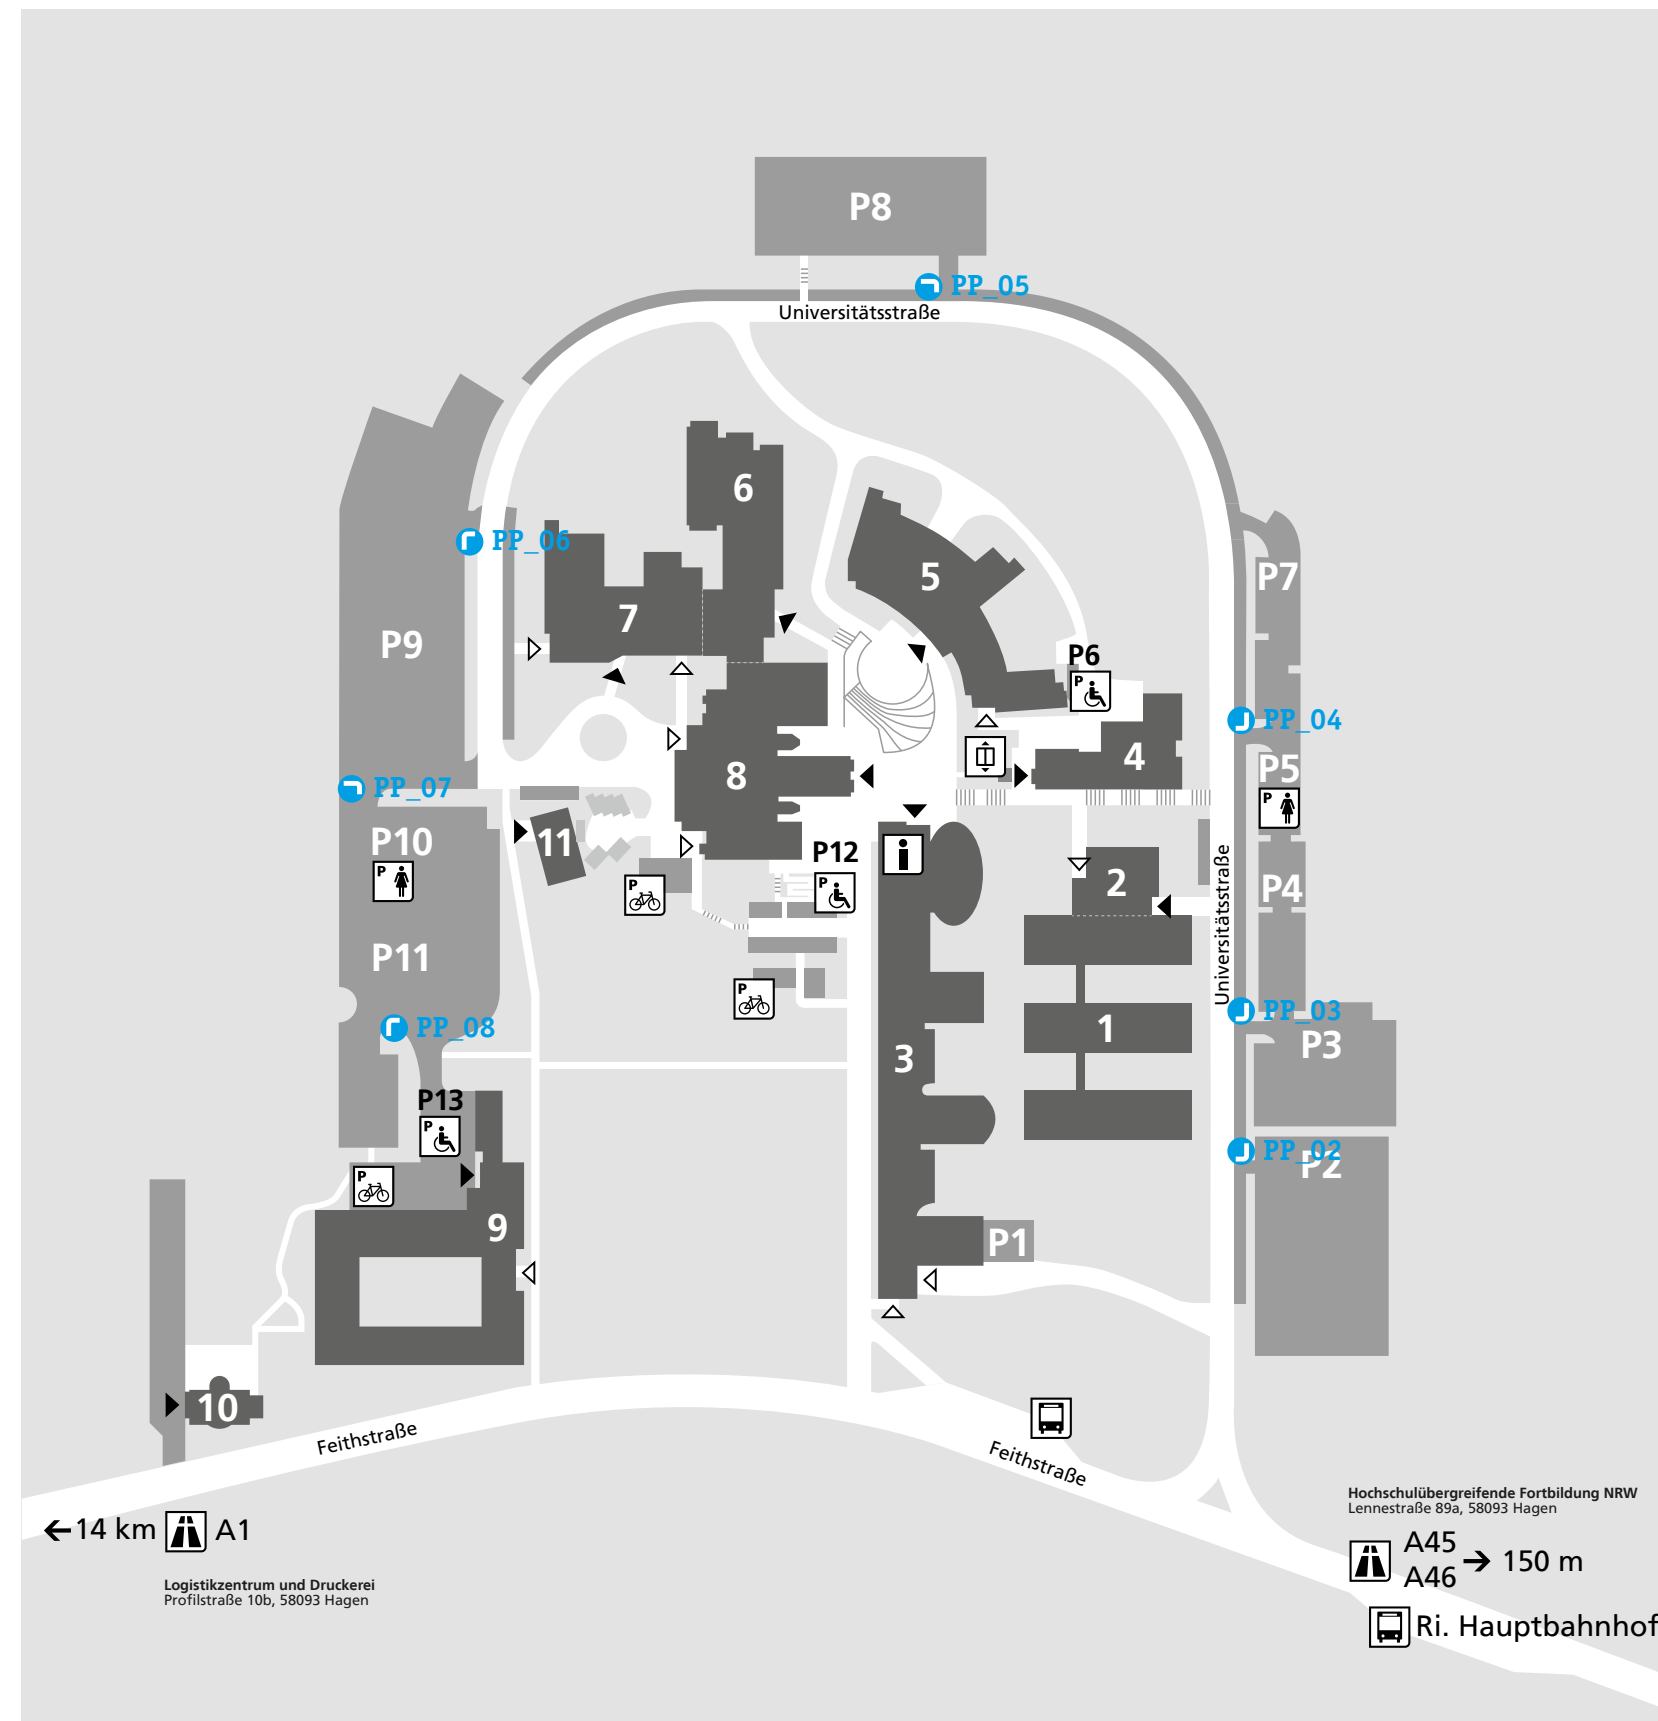 P8
PP_05
Universitätsstraße
6
PP_06
5
P7
7
P9
P6
P
PP_04
4
P5
8
PP_07
P
P10
11
P12
P
P
P
2
P4
Universitätsstraße
P11
P
PP_03
PP_08
1
P3
3
P13
P
PP_02
P2
P
9
P1
10
Feithstraße
Feithstraße
Hochschulübergreifende Fortbildung NRW
Lennestraße 89a, 58093 Hagen
14 km
A1
A45
A46
150 m
Logistikzentrum und Druckerei
Profilstraße 10b, 58093 Hagen
Ri. Hauptbahnhof